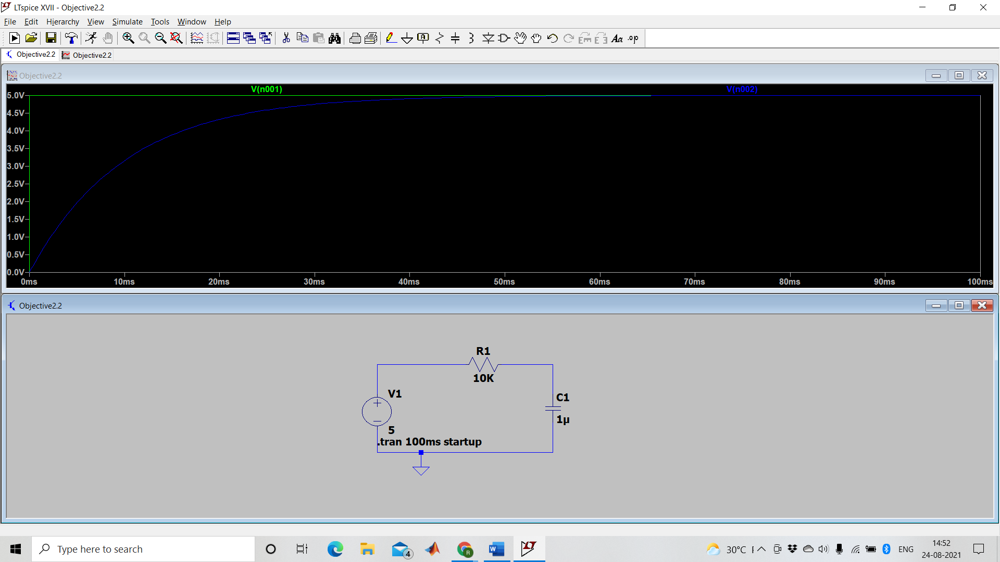 LTspice XVII - Objective2.2
File Edit Hierarchy View Simulate Tools Window Help
.op
Objective2.2 Objective2.2
Objective2.2
V(n001) V(n002)
5.0V
4.5V
4.0V
3.5V
3.0V
2.5V
2.0V
1.5V
1.0V
0.5V
0.0V
0ms 10ms 20ms 30ms 40ms 50ms 60ms 70ms 80ms 90ms 100ms
Objective2.2
R1
10K
V1
C1
1µ
5
.tran 100ms startup
Type here to search
4
R
30°C
ENG
14:52
24-08-2021